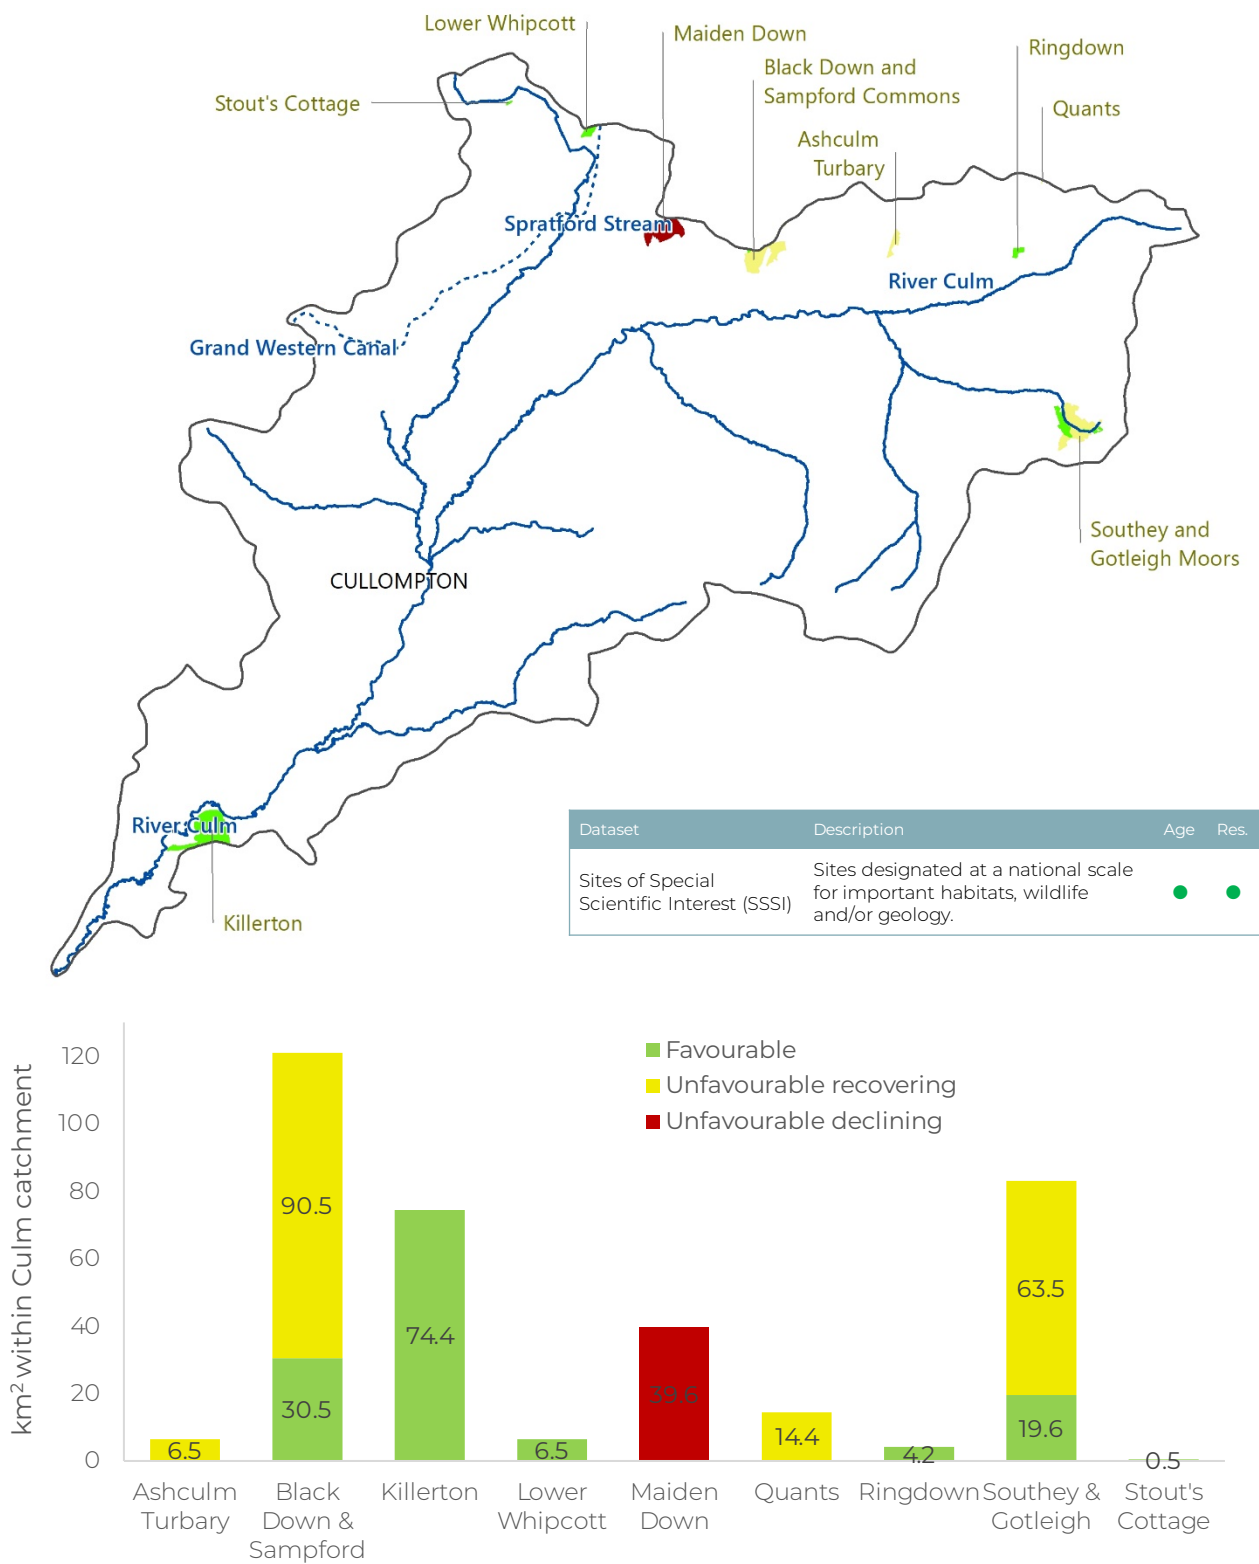 Lower Whipcott
Maiden Down
Ringdown
Black Down and
Sampford Commons
Stout's Cottage
Quants
Ashculm
Turbary
Spratford Stream
River Culm
Grand Western Canal
Southey and
Gotleigh Moors
CULLOMPTON
River Culm
Killerton
Dataset Description Age Res.
Sites of Special
Scientific Interest (SSSI)
Sites designated at a national scale
for important habitats, wildlife
and/or geology.
km² within Culm catchment
120
100
80
60
40
20
0
Favourable
Unfavourable recovering
Unfavourable declining
6.5
90.5
30.5
74.4
6.5
39.6
14.4
4.2
63.5
19.6
0.5
Ashculm
Turbary
Black
Down &
Sampford
Killerton
Lower
Whipcott
Maiden
Down
Quants
Ringdown
Southey &
Gotleigh
Stout's
Cottage